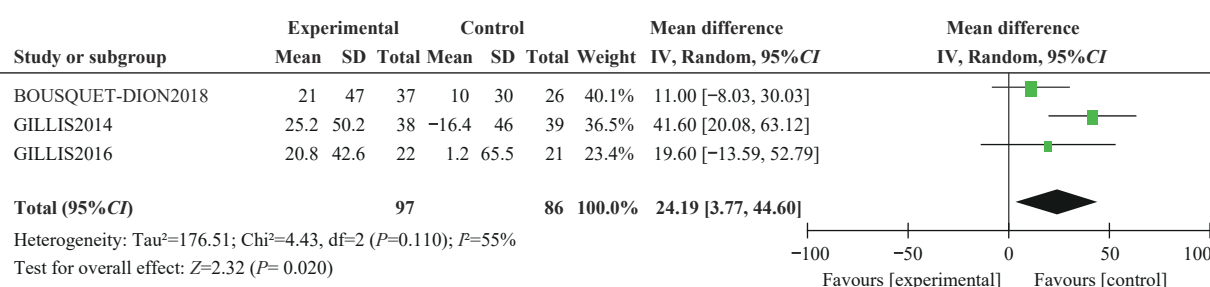 Experimental Control Mean difference Mean difference
Study or subgroup Mean SD Total Mean SD Total Weight IV, Random, 95%CI IV, Random, 95%CI
BOUSQUET-DION2018 21 47 37 10 30 26 40.1% 11.00 [−8.03, 30.03]
GILLIS2014 25.2 50.2 38 −16.4 46 39 36.5% 41.60 [20.08, 63.12]
GILLIS2016 20.8 42.6 22 1.2 65.5 21 23.4% 19.60 [−13.59, 52.79]
Total (95%CI) 97 86 100.0% 24.19 [3.77, 44.60]
Heterogeneity: Tau²=176.51; Chi²=4.43, df=2 (P=0.110); I²=55%
Test for overall effect: Z=2.32 (P= 0.020)
−100 −50 0 50 100
Favours [experimental] Favours [control]